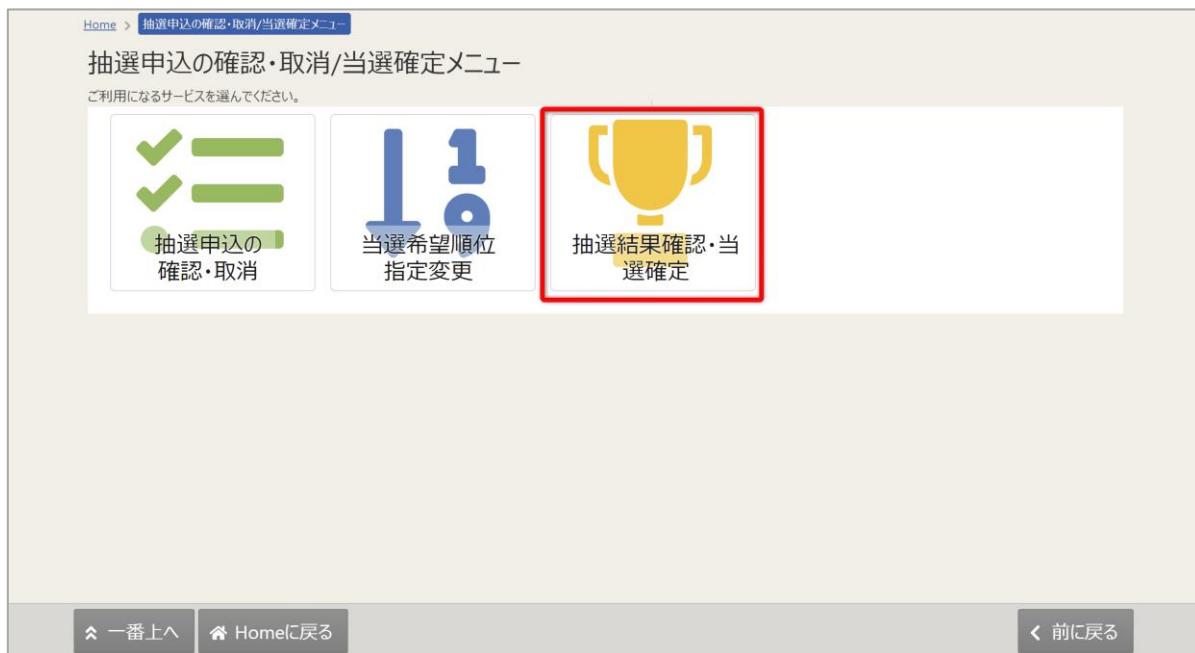 Home > 抽選申込の確認・取消/当選確定メニュー
抽選申込の確認・取消/当選確定メニュー
ご利用になるサービスを選んでください。
抽選申込の
確認・取消
当選希望順位
指定変更
抽選結果確認・当
選確定
一番上へ
Homeに戻る
前に戻る